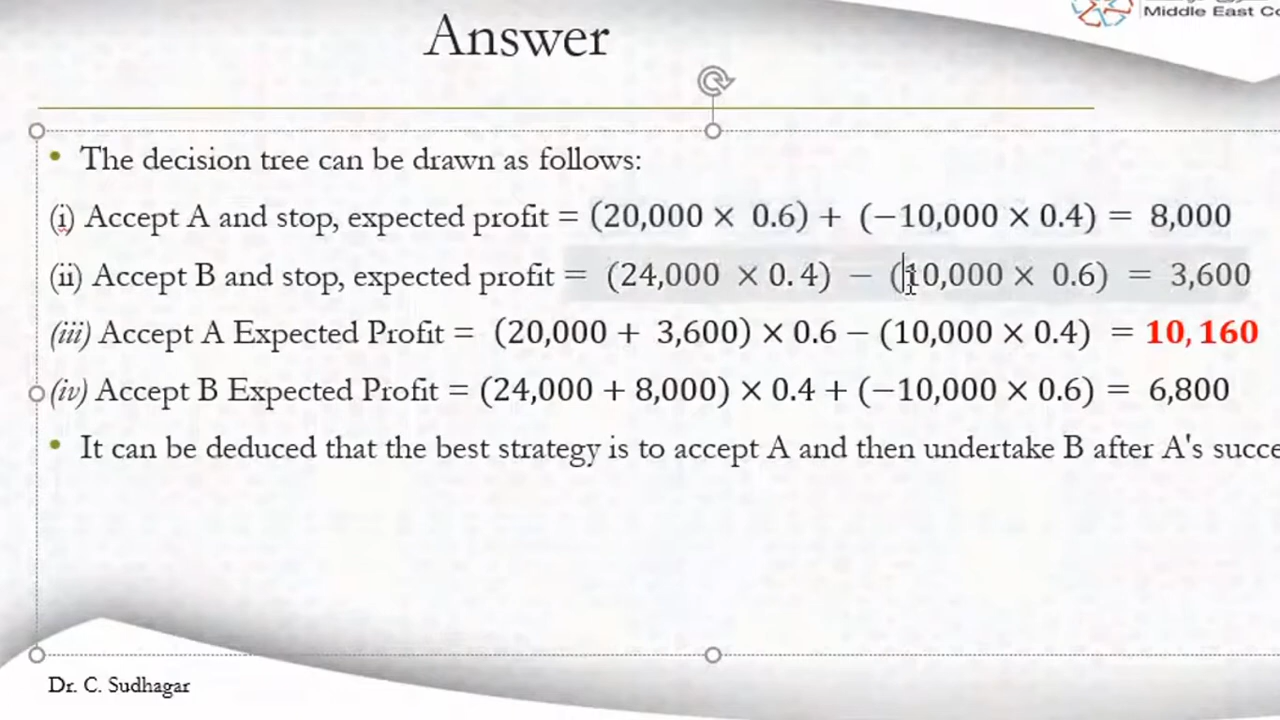 Middle East Co
Answer
• The decision tree can be drawn as follows:
(i) Accept A and stop, expected profit = (20,000 × 0.6) + (−10,000 × 0.4) = 8,000
(ii) Accept B and stop, expected profit = (24,000 × 0.4) − (10,000 × 0.6) = 3,600
(iii) Accept A Expected Profit = (20,000 + 3,600) × 0.6 − (10,000 × 0.4) = 10,160
(iv) Accept B Expected Profit = (24,000 + 8,000) × 0.4 + (−10,000 × 0.6) = 6,800
• It can be deduced that the best strategy is to accept A and then undertake B after A's succe
Dr. C. Sudhagar